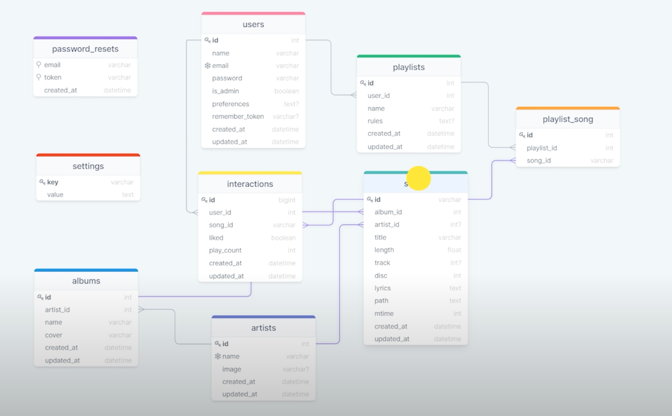 users
id int
name varchar
email varchar
password varchar
is_admin boolean
preferences text?
remember_token varchar?
created_at datetime
updated_at datetime
password_resets
email varchar
token varchar
created_at datetime
playlists
id int
user_id int
name varchar
rules text?
created_at datetime
updated_at datetime
playlist_song
id int
playlist_id int
song_id varchar
settings
key varchar
value text
interactions
id bigint
user_id int
song_id varchar
liked boolean
play_count int
created_at datetime
updated_at datetime
s
id varchar
album_id int
artist_id int?
title varchar
length float
track int?
disc int
lyrics text
path text
mtime int
created_at datetime
updated_at datetime
albums
id int
artist_id int
name varchar
cover varchar
created_at datetime
updated_at datetime
artists
id int
name varchar
image varchar?
created_at datetime
updated_at datetime